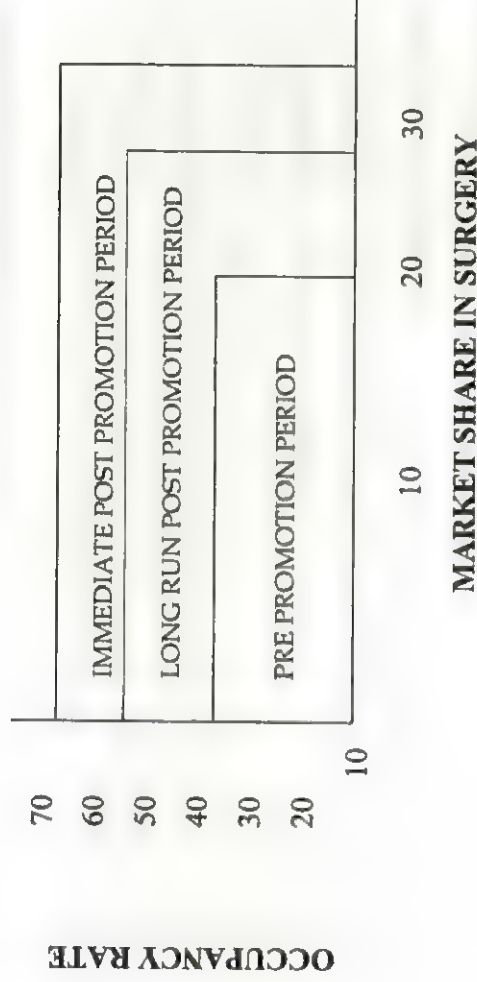 IMMEDIATE POST PROMOTION PERIOD
LONG RUN POST PROMOTION PERIOD
PRE PROMOTION PERIOD
70
60
50
40
30
20
10
10
20
30
OCCUPANCY RATE
MARKET SHARE IN SURGERY